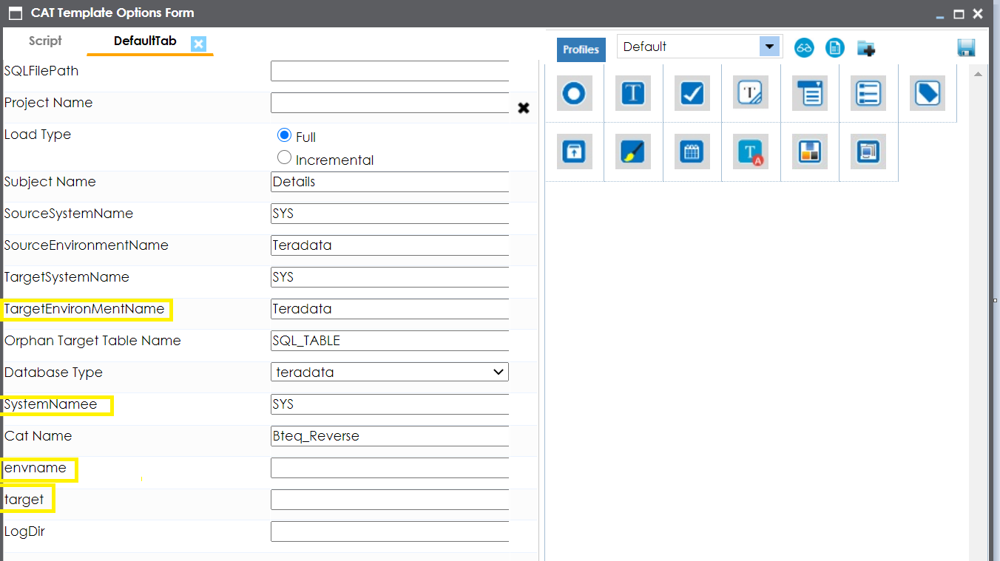 CAT Template Options Form
Script DefaultTab
Profiles Default
SQLFilePath
Project Name
Load Type Full
Incremental
Subject Name Details
SourceSystemName SYS
SourceEnvironmentName Teradata
TargetSystemName SYS
TargetEnvironMentName Teradata
Orphan Target Table Name SQL_TABLE
Database Type teradata
SystemNamee SYS
Cat Name Bteq_Reverse
envname
target
LogDir